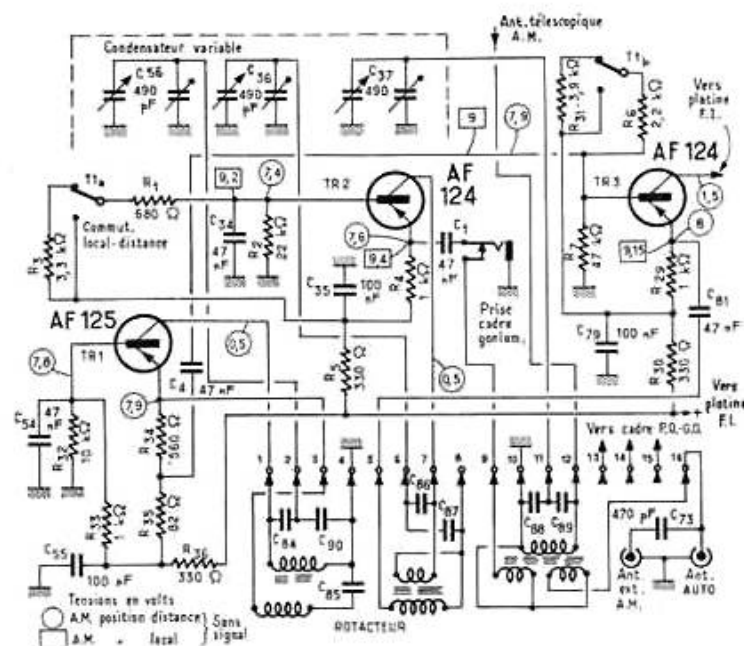 Condensateur variable
C56
490
pF
C36
490
pF
C37
490
Ant. télescopique
A.M.
T1b
R31-3,9 kΩ
R6
2,2 kΩ
Vers
platine
F.I.
9
7,9
AF 124
TR3
1,5
T1a
R1
680 Ω
9,2
7,4
TR2
AF
124
Commut.
local-distance
R3
3,3 kΩ
C34
47
nF
R2
22 kΩ
7,6
9,4
C1
47
nF
R4
1 kΩ
C35
100 nF
Prise
cadre
goniom.
R7
47 kΩ
9,15
8
R29
1 kΩ
C81
47 nF
C79
100 nF
R30
330 Ω
AF 125
TR1
0,5
7,8
C4
47 nF
7,9
R5
330 Ω
0,5
Vers
platine
F.I.
+
C54
47
nF
R32
10 kΩ
R34
560 Ω
R33
1 kΩ
R35
82 Ω
R36
330 Ω
C55
100 nF
Vers cadre P.O.-G.O.
1 2 3 4 5 6 7 8 9 10 11 12 13 14 15 16
C84
C90
C85
C86
C87
C88
C89
470 pF
C73
Ant.
ext.
A.M.
Ant.
AUTO
ROTACTEUR
Tensions en volts
A.M. position distance
A.M. " local
Sans
signal